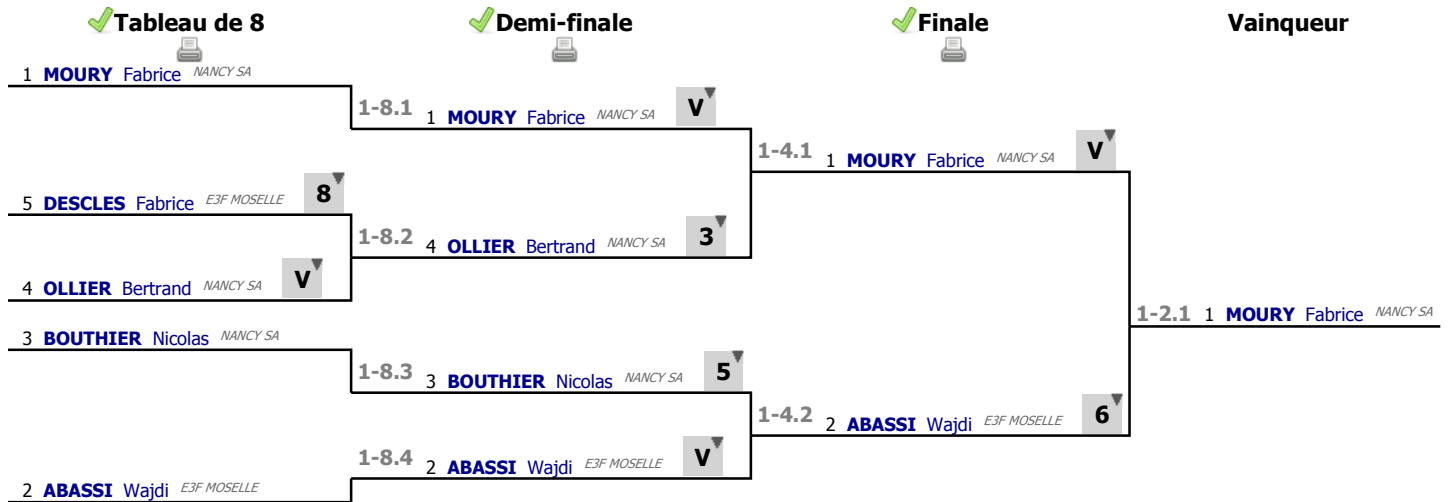 Tableau de 8 Demi-finale Finale Vainqueur
1 MOURY Fabrice NANCY SA
1-8.1 1 MOURY Fabrice NANCY SA V
1-4.1 1 MOURY Fabrice NANCY SA V
5 DESCLES Fabrice E3F MOSELLE 8
1-8.2 4 OLLIER Bertrand NANCY SA 3
4 OLLIER Bertrand NANCY SA V
1-2.1 1 MOURY Fabrice NANCY SA
3 BOUTHIER Nicolas NANCY SA
1-8.3 3 BOUTHIER Nicolas NANCY SA 5
1-4.2 2 ABASSI Wajdi E3F MOSELLE 6
1-8.4 2 ABASSI Wajdi E3F MOSELLE V
2 ABASSI Wajdi E3F MOSELLE